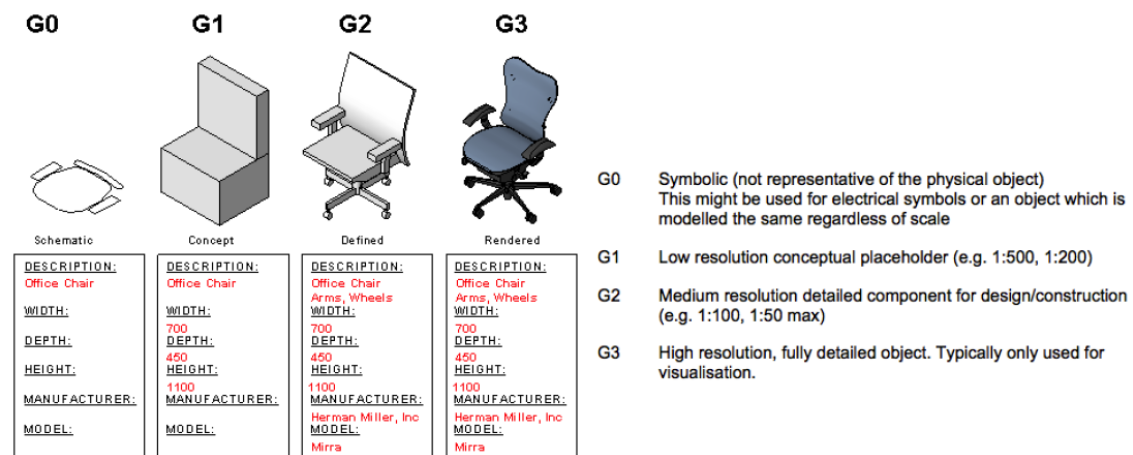 G0 G1 G2 G3
Schematic Concept Defined Rendered
DESCRIPTION:
Office Chair
WIDTH:
DEPTH:
HEIGHT:
MANUFACTURER:
MODEL:
DESCRIPTION:
Office Chair
WIDTH:
700
DEPTH:
450
HEIGHT:
1100
MANUFACTURER:
MODEL:
DESCRIPTION:
Office Chair
Arms, Wheels
WIDTH:
700
DEPTH:
450
HEIGHT:
1100
MANUFACTURER:
Herman Miller, Inc
MODEL:
Mirra
DESCRIPTION:
Office Chair
Arms, Wheels
WIDTH:
700
DEPTH:
450
HEIGHT:
1100
MANUFACTURER:
Herman Miller, Inc
MODEL:
Mirra
G0 Symbolic (not representative of the physical object)
This might be used for electrical symbols or an object which is
modelled the same regardless of scale
G1 Low resolution conceptual placeholder (e.g. 1:500, 1:200)
G2 Medium resolution detailed component for design/construction
(e.g. 1:100, 1:50 max)
G3 High resolution, fully detailed object. Typically only used for
visualisation.